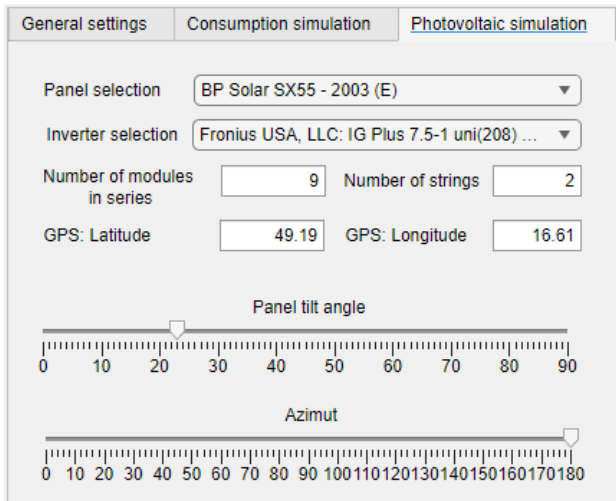 General settings Consumption simulation Photovoltaic simulation
Panel selection BP Solar SX55 - 2003 (E)
Inverter selection Fronius USA, LLC: IG Plus 7.5-1 uni(208) ...
Number of modules
in series 9 Number of strings 2
GPS: Latitude 49.19 GPS: Longitude 16.61
Panel tilt angle
0 10 20 30 40 50 60 70 80 90
Azimut
0 10 20 30 40 50 60 70 80 90 100 110 120 130 140 150 160 170 180